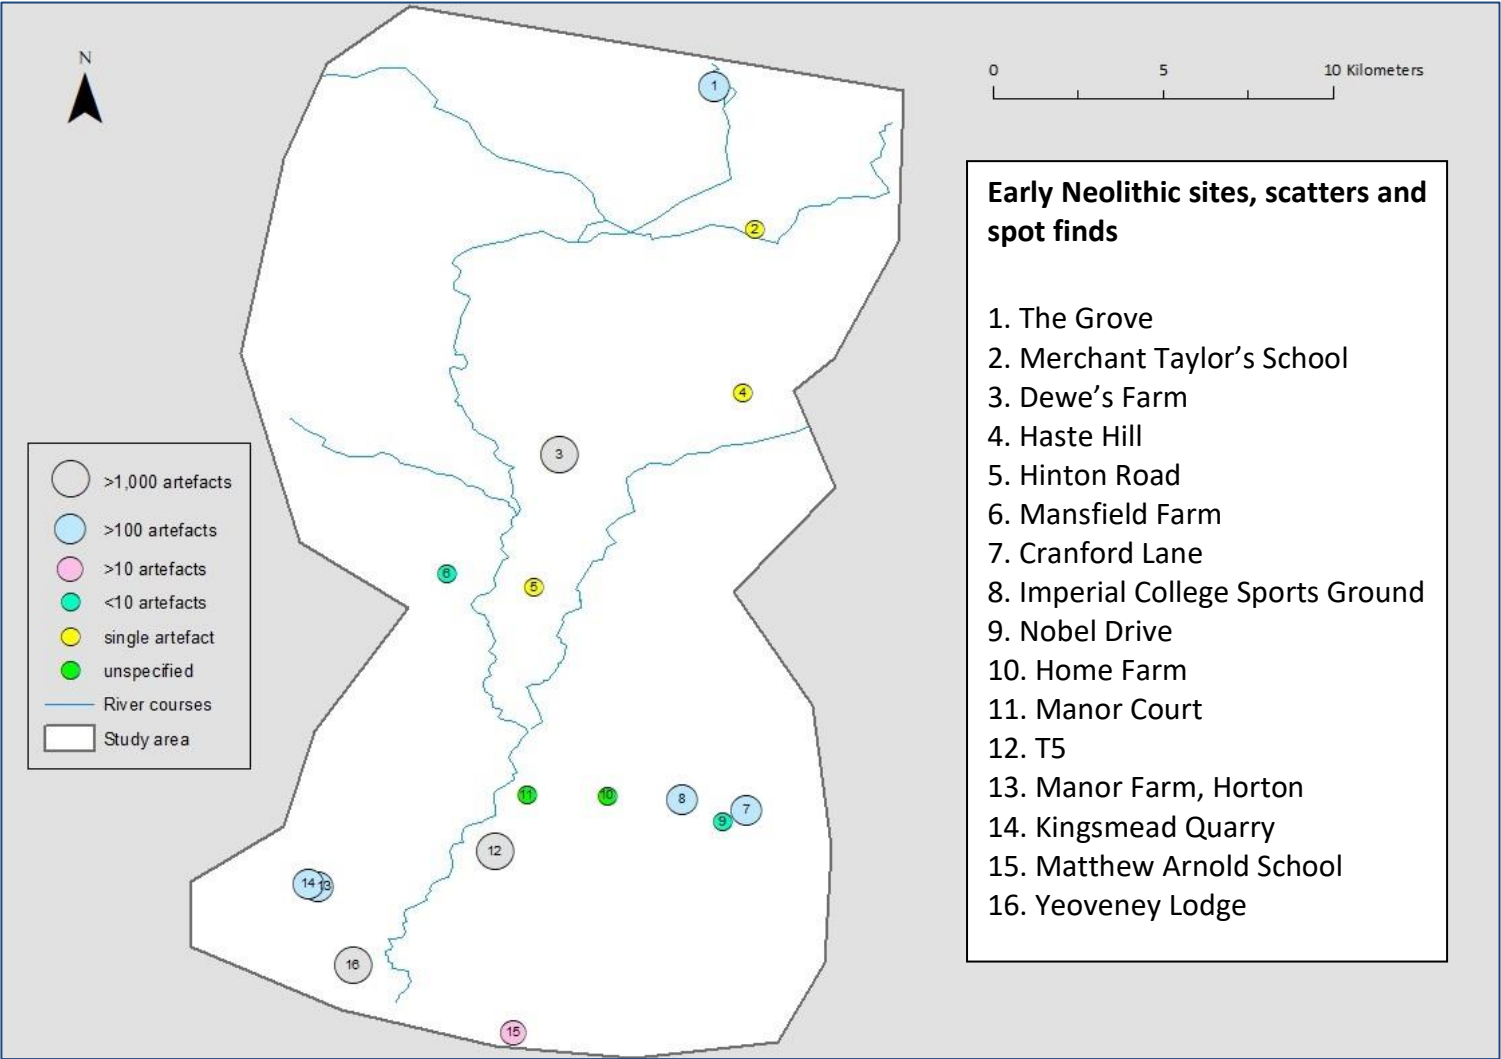 N
0 5 10 Kilometers
1
2
4
3
6
5
11
10
8
7
9
12
14
13
16
15
>1,000 artefacts
>100 artefacts
>10 artefacts
<10 artefacts
single artefact
unspecified
River courses
Study area
Early Neolithic sites, scatters and
spot finds
1. The Grove
2. Merchant Taylor’s School
3. Dewe’s Farm
4. Haste Hill
5. Hinton Road
6. Mansfield Farm
7. Cranford Lane
8. Imperial College Sports Ground
9. Nobel Drive
10. Home Farm
11. Manor Court
12. T5
13. Manor Farm, Horton
14. Kingsmead Quarry
15. Matthew Arnold School
16. Yeoveney Lodge